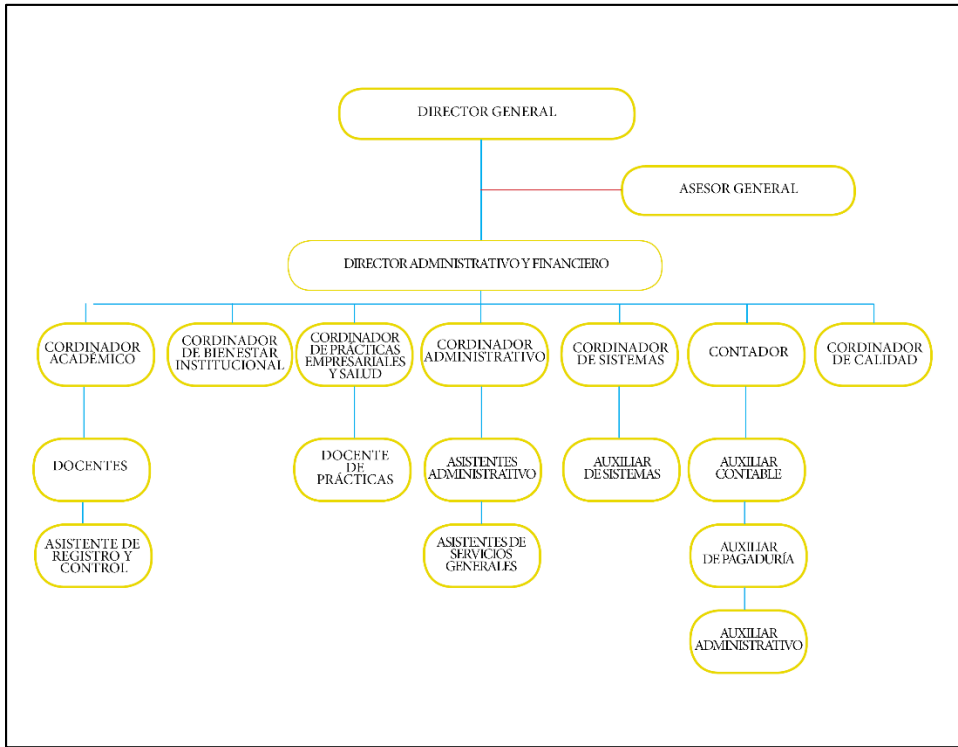 DIRECTOR GENERAL
ASESOR GENERAL
DIRECTOR ADMINISTRATIVO Y FINANCIERO
CORDINADOR
ACADÉMICO
CORDINADOR
DE BIENESTAR
INSTITUCIONAL
CORDINADOR
DE PRÁCTICAS
EMPRESARIALES
Y SALUD
CORDINADOR
ADMINISTRATIVO
CORDINADOR
DE SISTEMAS
CONTADOR
CORDINADOR
DE CALIDAD
DOCENTES
DOCENTE
DE
PRÁCTICAS
ASISTENTES
ADMINISTRATIVO
AUXILIAR
DE SISTEMAS
AUXILIAR
CONTABLE
ASISTENTE DE
REGISTRO Y
CONTROL
ASISTENTES DE
SERVICIOS
GENERALES
AUXILIAR
DE PAGADURÍA
AUXILIAR
ADMINISTRATIVO